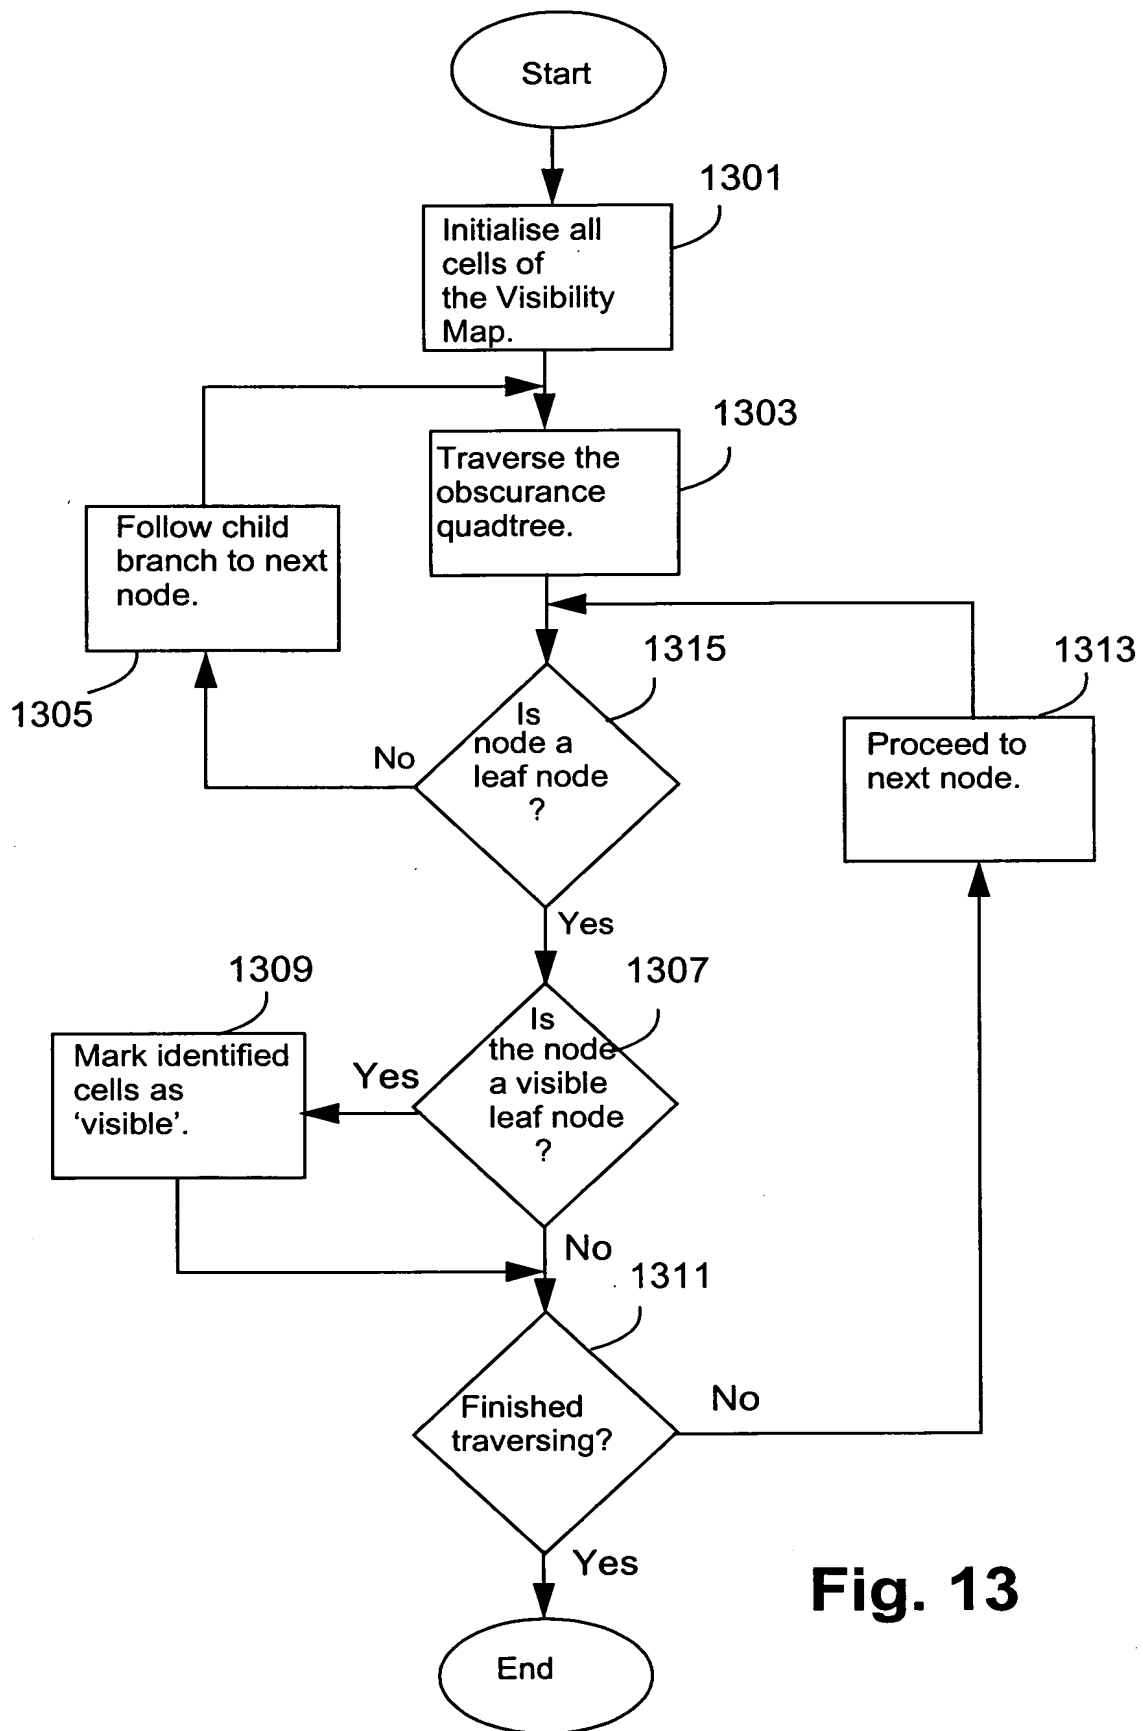 Start
1301
Initialise all
cells of
the Visibility
Map.
1303
Traverse the
obscurance
quadtree.
Follow child
branch to next
node.
1305
1315
Is
node a
leaf node
?
No
Yes
1313
Proceed to
next node.
1309
Mark identified
cells as
‘visible’.
1307
Is
the node
a visible
leaf node
?
Yes
No
1311
Finished
traversing?
No
Yes
End
Fig. 13